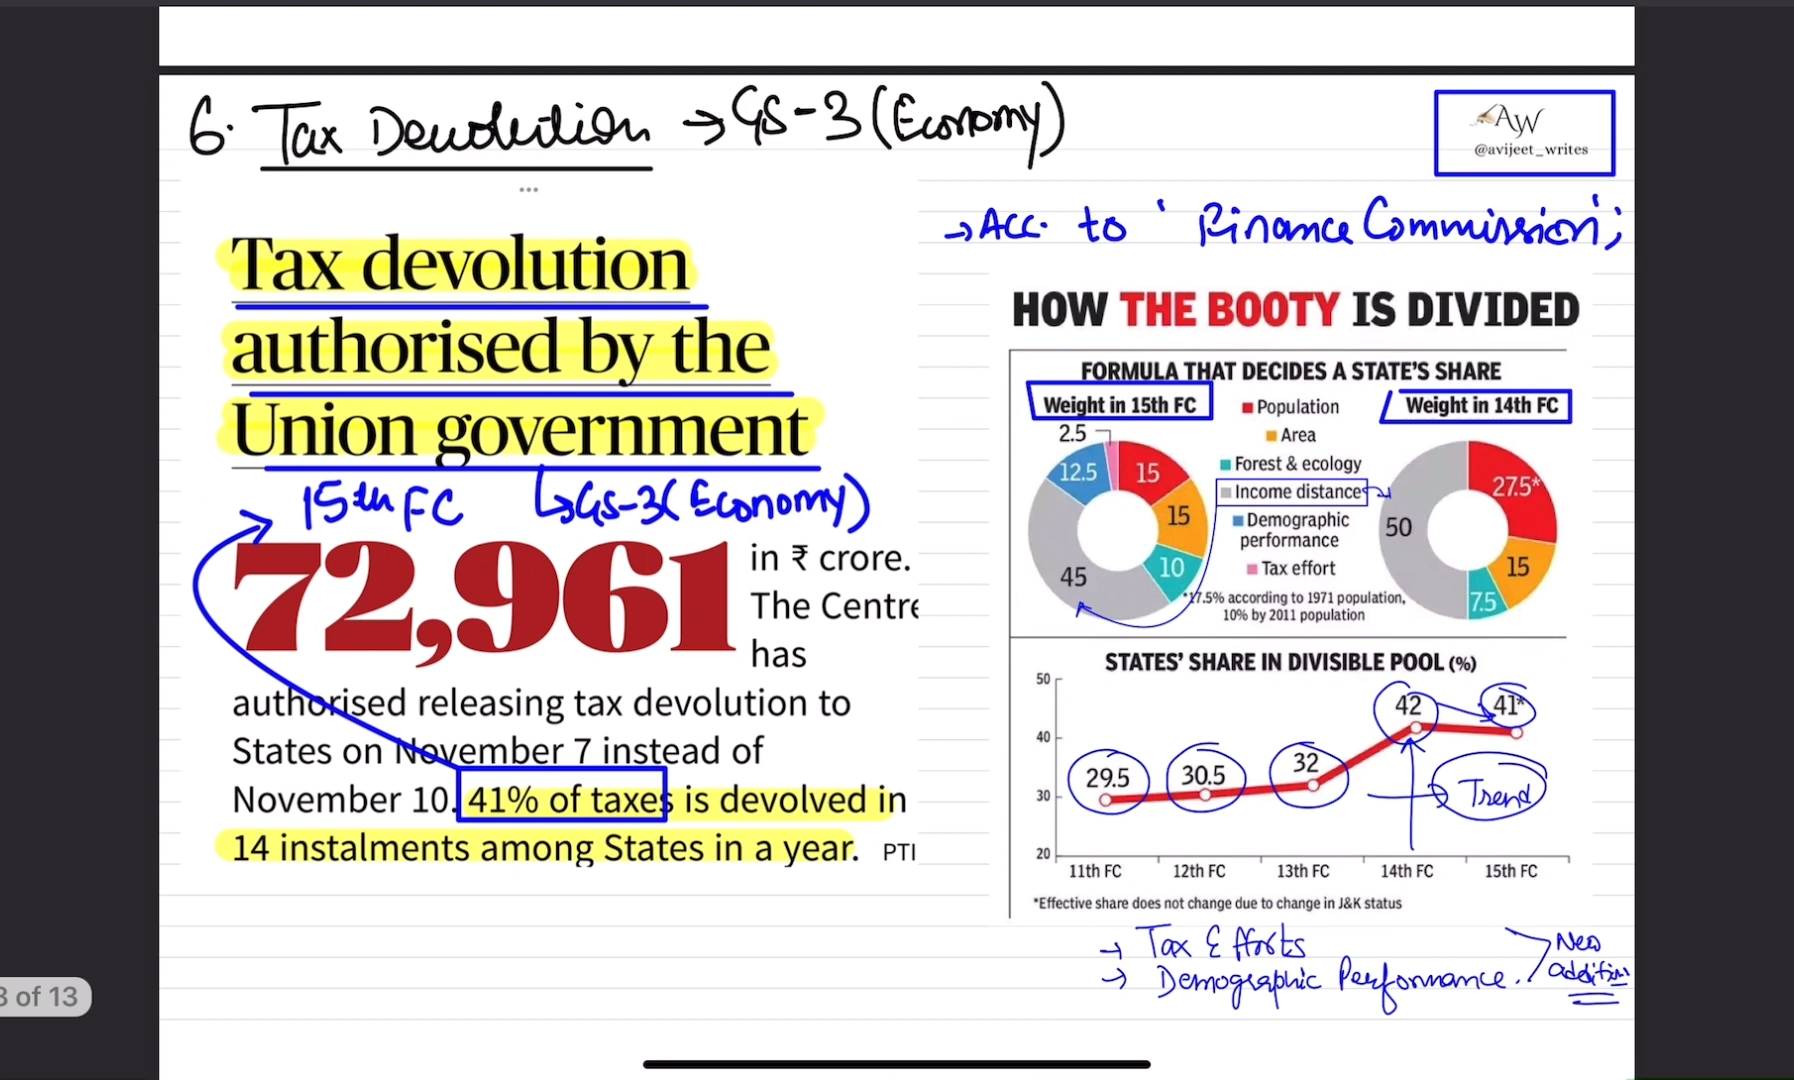 6. Tax Devolution → GS-3 (Economy)
AW
@avijeet_writes
...
Tax devolution
authorised by the
Union government
15th FC
↳ GS-3 (Economy)
72,961
in ₹ crore.
The Centre
has
authorised releasing tax devolution to
States on November 7 instead of
November 10. 41% of taxes is devolved in
14 instalments among States in a year. PTI
→ Acc. to 'Finance Commission';
HOW THE BOOTY IS DIVIDED
FORMULA THAT DECIDES A STATE'S SHARE
Weight in 15th FC
2.5
12.5
15
15
10
45
Population
Area
Forest & ecology
Income distance
Demographic
performance
Tax effort
*17.5% according to 1971 population,
10% by 2011 population
Weight in 14th FC
27.5*
50
15
7.5
STATES' SHARE IN DIVISIBLE POOL (%)
50
40
30
20
29.5
30.5
32
42
41*
Trend
11th FC
12th FC
13th FC
14th FC
15th FC
*Effective share does not change due to change in J&K status
→ Tax Efforts
→ Demographic Performance.
New
addition
3 of 13